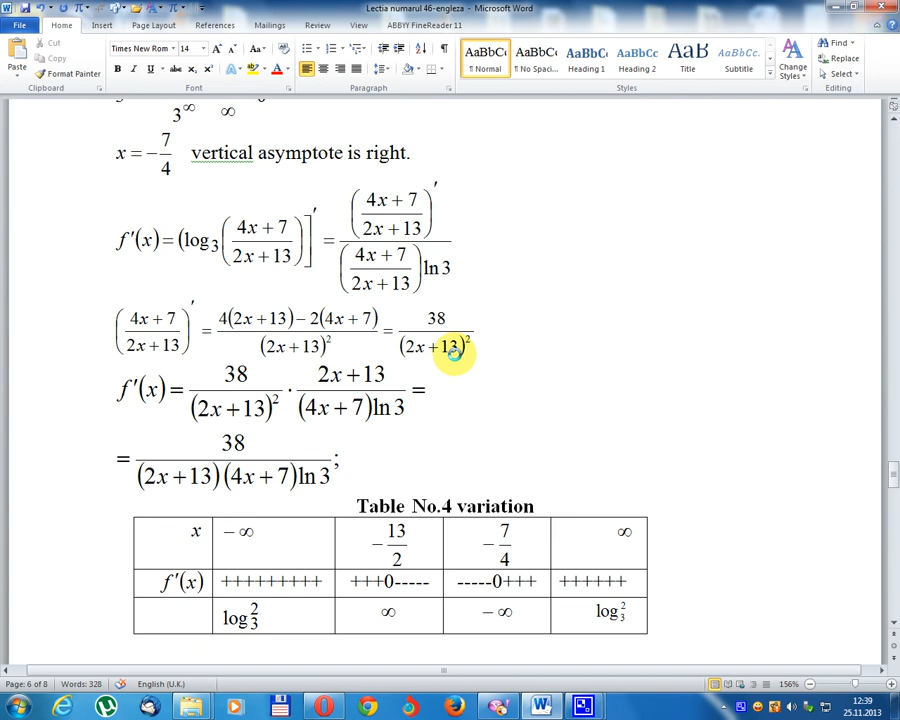 Lectia numarul 46-engleza - Microsoft Word
File Home Insert Page Layout References Mailings Review View ABBYY FineReader 11
Paste Cut Copy Format Painter Clipboard
Times New Rom 14 Font
Paragraph
AaBbCc ¶ Normal AaBbCc ¶ No Spaci... AaBbC Heading 1 AaBbCc Heading 2 AaBb Title AaBbCc. Subtitle Change Styles Styles
Find Replace Select Editing
3^∞ ∞
x = −7/4 vertical asymptote is right.
f′(x) = (log₃((4x+7)/(2x+13))]′ = ((4x+7)/(2x+13))′ / (((4x+7)/(2x+13)) ln 3)
((4x+7)/(2x+13))′ = (4(2x+13)−2(4x+7))/(2x+13)² = 38/(2x+13)²
f′(x) = 38/(2x+13)² · (2x+13)/((4x+7)ln 3) =
= 38/((2x+13)(4x+7)ln 3);
Table No.4 variation
x −∞ −13/2 −7/4 ∞
f′(x) +++++++++ +++0----- -----0+++ ++++++
log₃² ∞ −∞ log₃²
Page: 6 of 8 Words: 328 English (U.K.) 156%
12:39
25.11.2013